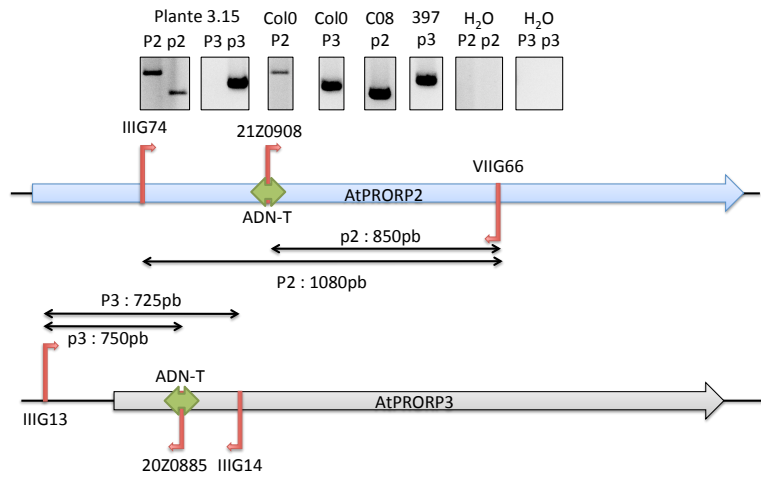 Plante 3.15 Col0 Col0 C08 397 H2O H2O
P2 p2 P3 p3 P2 P3 p2 p3 P2 p2 P3 p3
IIIG74
21Z0908
VIIG66
AtPRORP2
ADN-T
p2 : 850pb
P2 : 1080pb
P3 : 725pb
p3 : 750pb
ADN-T
AtPRORP3
IIIG13
20Z0885 IIIG14